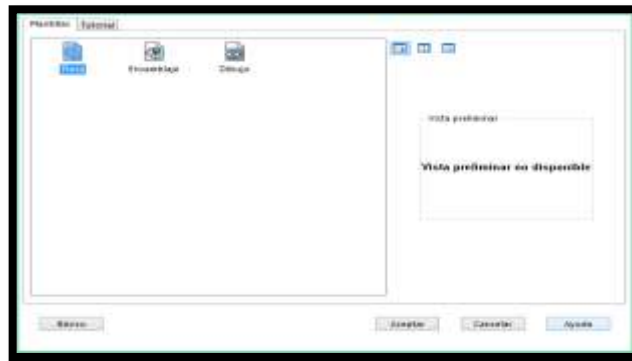 Plantillas Tutorial
Pieza Ensamblaje Dibujo
Vista preliminar
Vista preliminar no disponible
Básico Aceptar Cancelar Ayuda